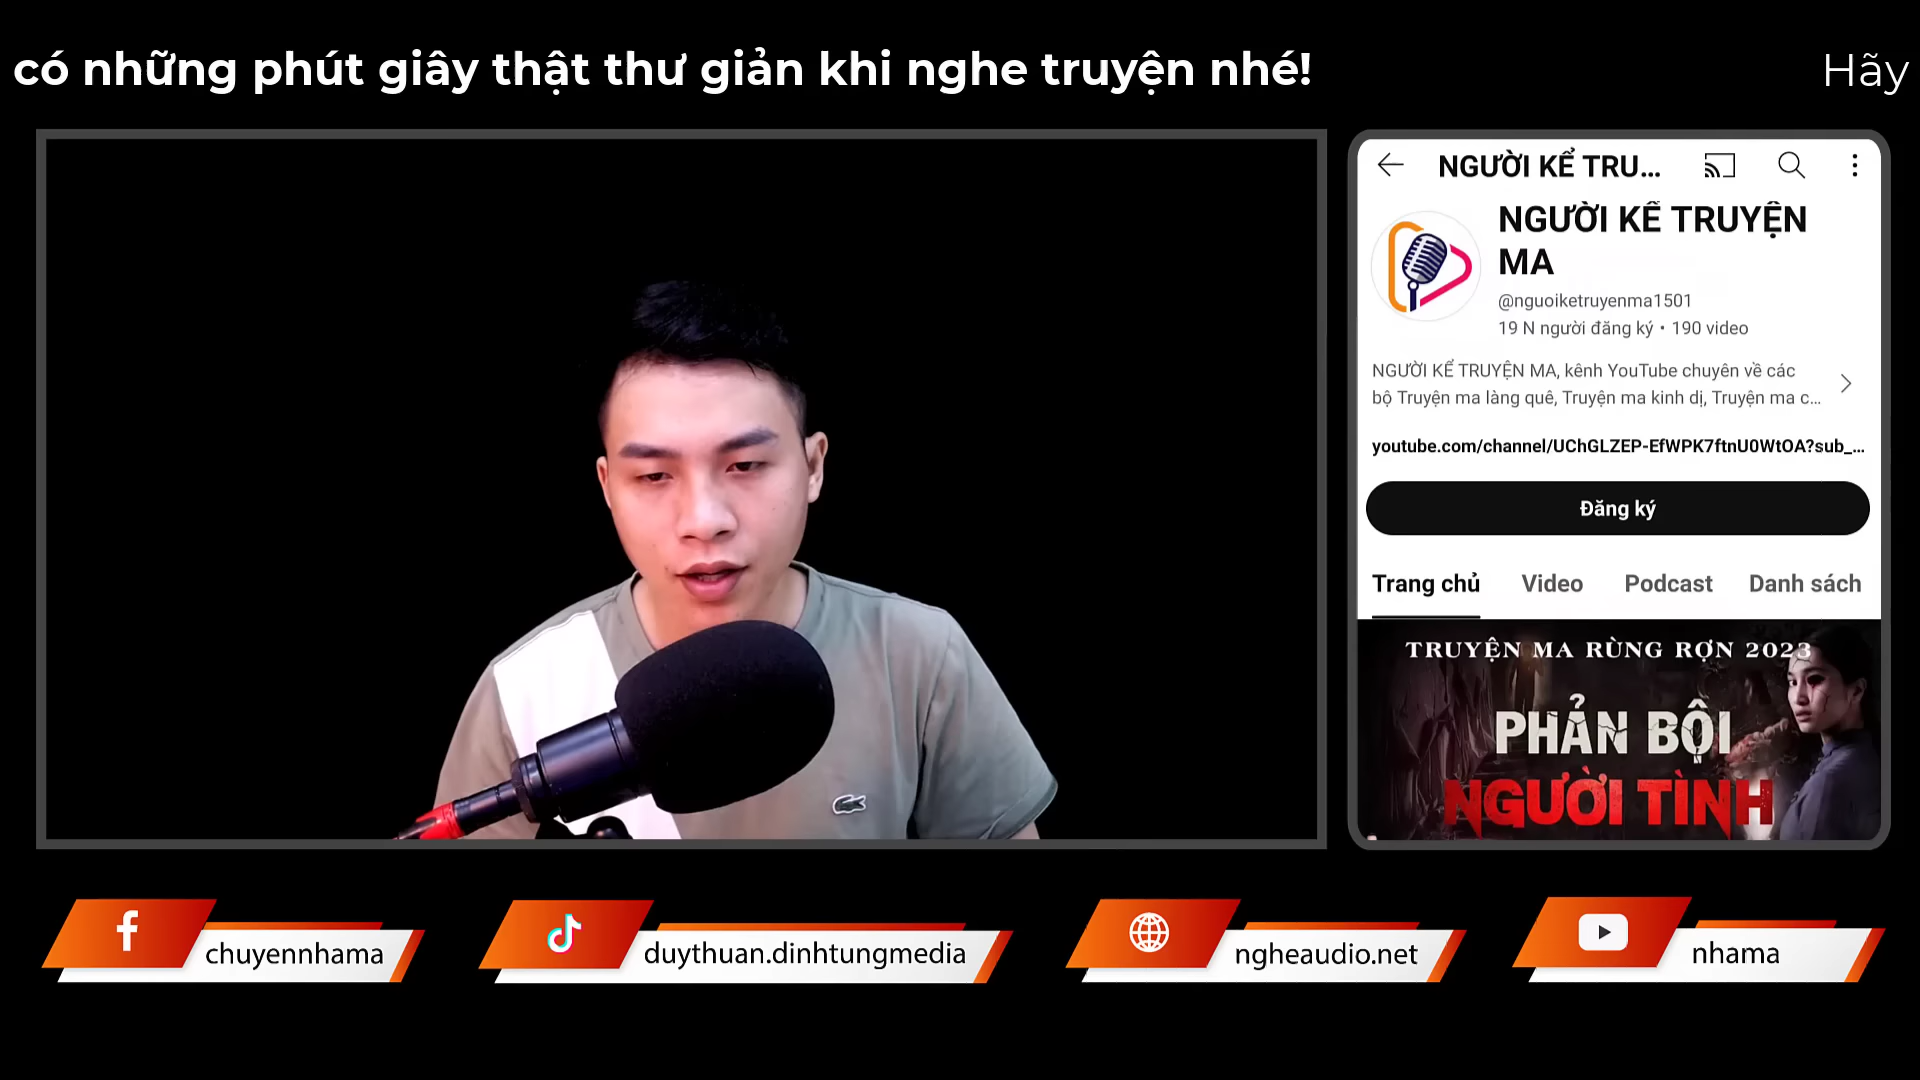 có những phút giây thật thư giản khi nghe truyện nhé!
Hãy
NGƯỜI KỂ TRU...
NGƯỜI KỂ TRUYỆN
MA
@nguoiketruyenma1501
19 N người đăng ký • 190 video
NGƯỜI KỂ TRUYỆN MA, kênh YouTube chuyên về các
bộ Truyện ma làng quê, Truyện ma kinh dị, Truyện ma c...
youtube.com/channel/UChGLZEP-EfWPK7ftnU0WtOA?sub_...
Đăng ký
Trang chủ Video Podcast Danh sách
TRUYỆN MA RÙNG RỢN 2023
PHẢN BỘI
NGƯỜI TÌNH
chuyennhama
duythuan.dinhtungmedia
ngheaudio.net
nhama